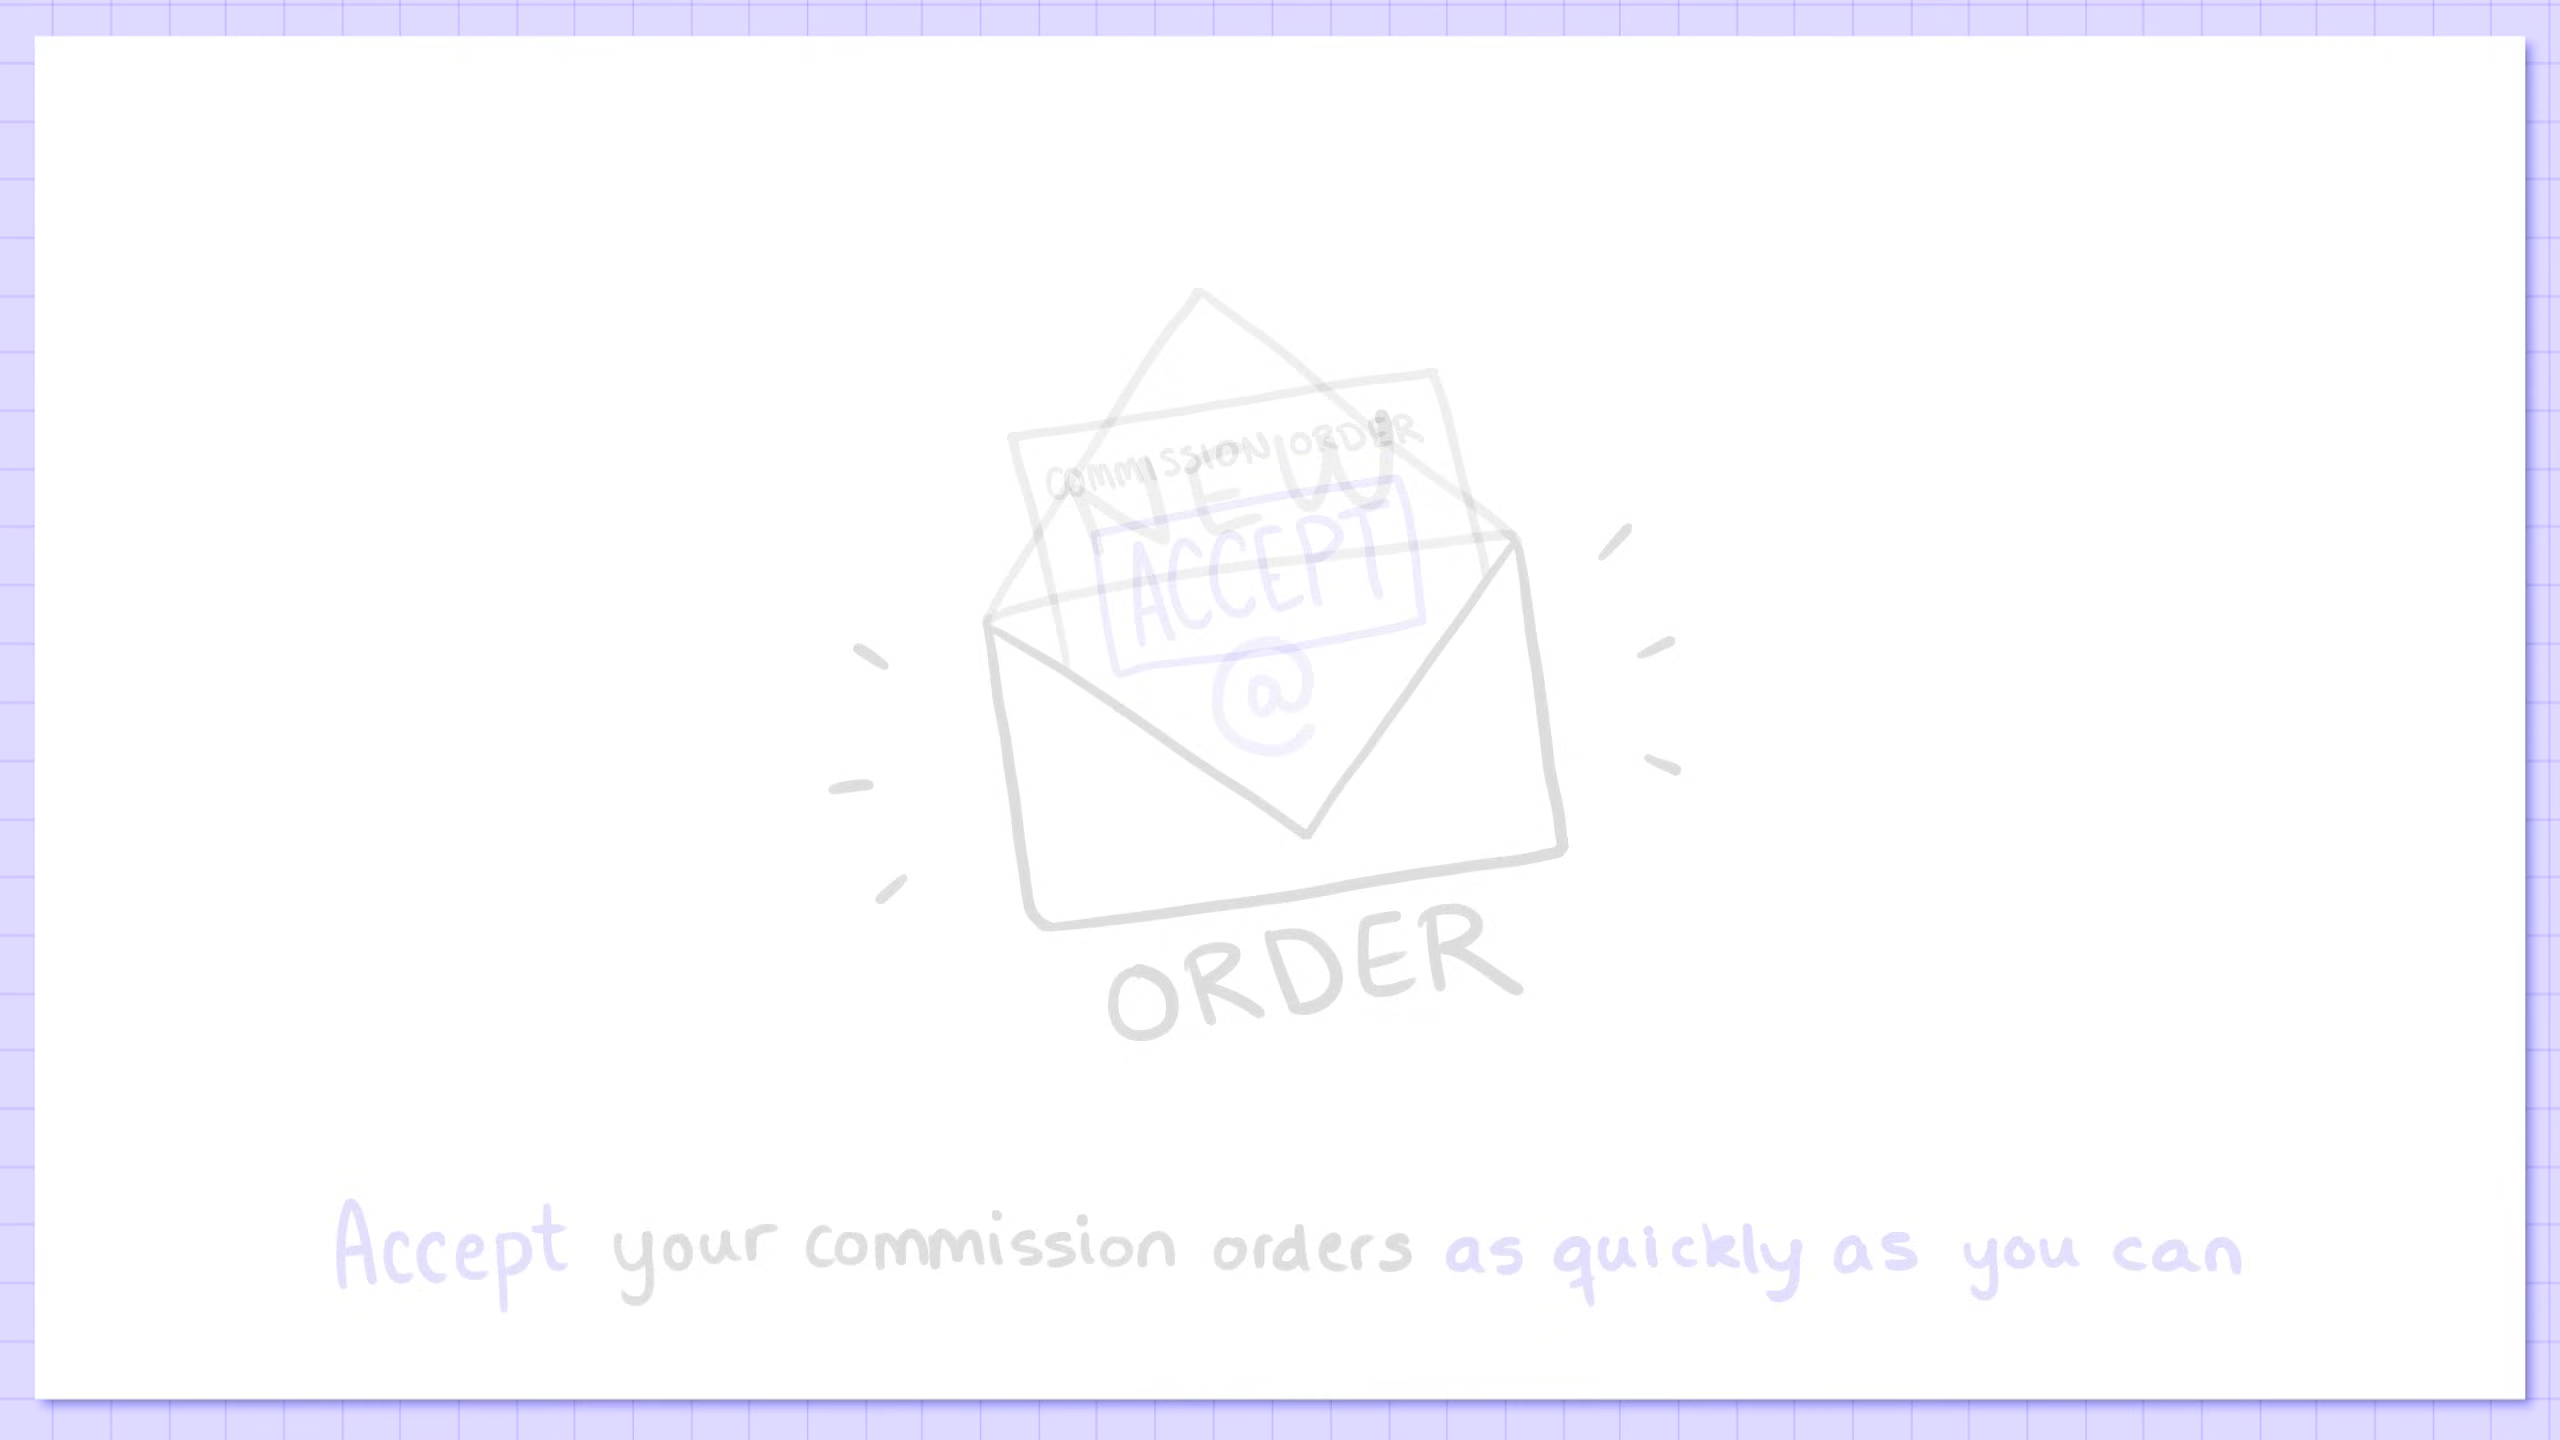 COMMISSION ORDER
NEW
ACCEPT
@
ORDER
Accept your commission orders as quickly as you can